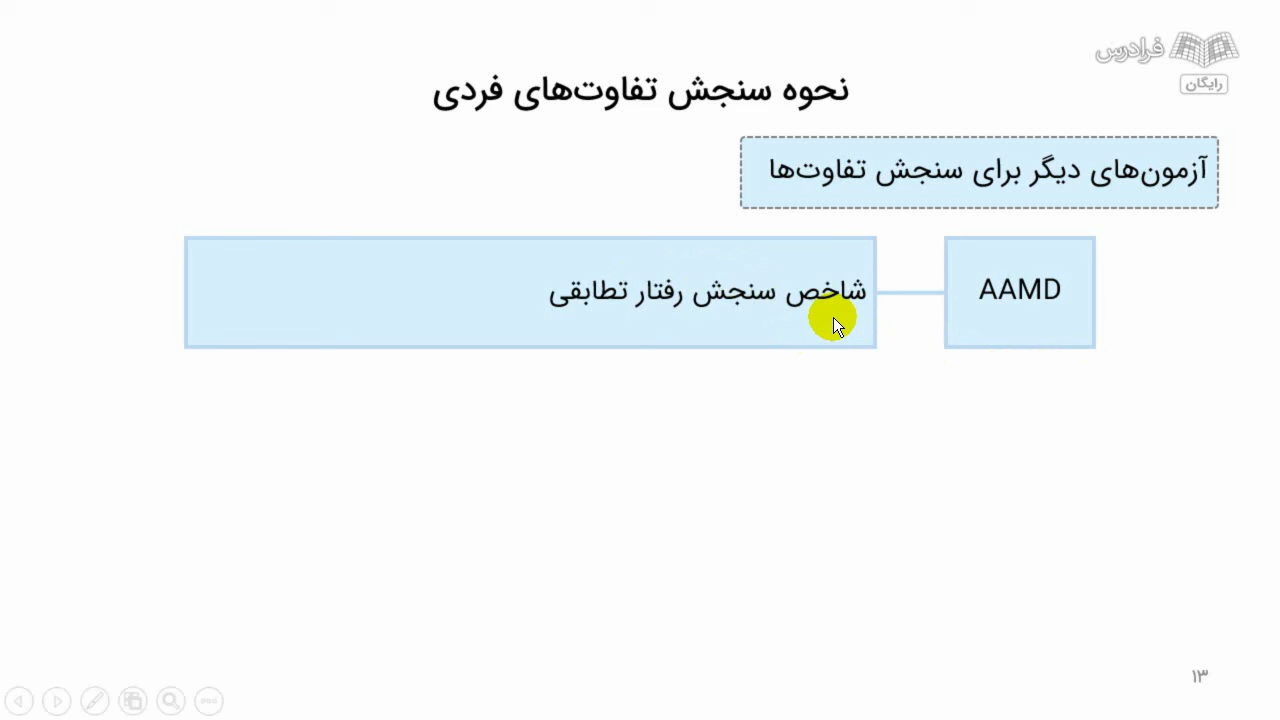 فرادرس
رایگان
نحوه سنجش تفاوت‌های فردی
آزمون‌های دیگر برای سنجش تفاوت‌ها
AAMD
شاخص سنجش رفتار تطابقی
۱۳